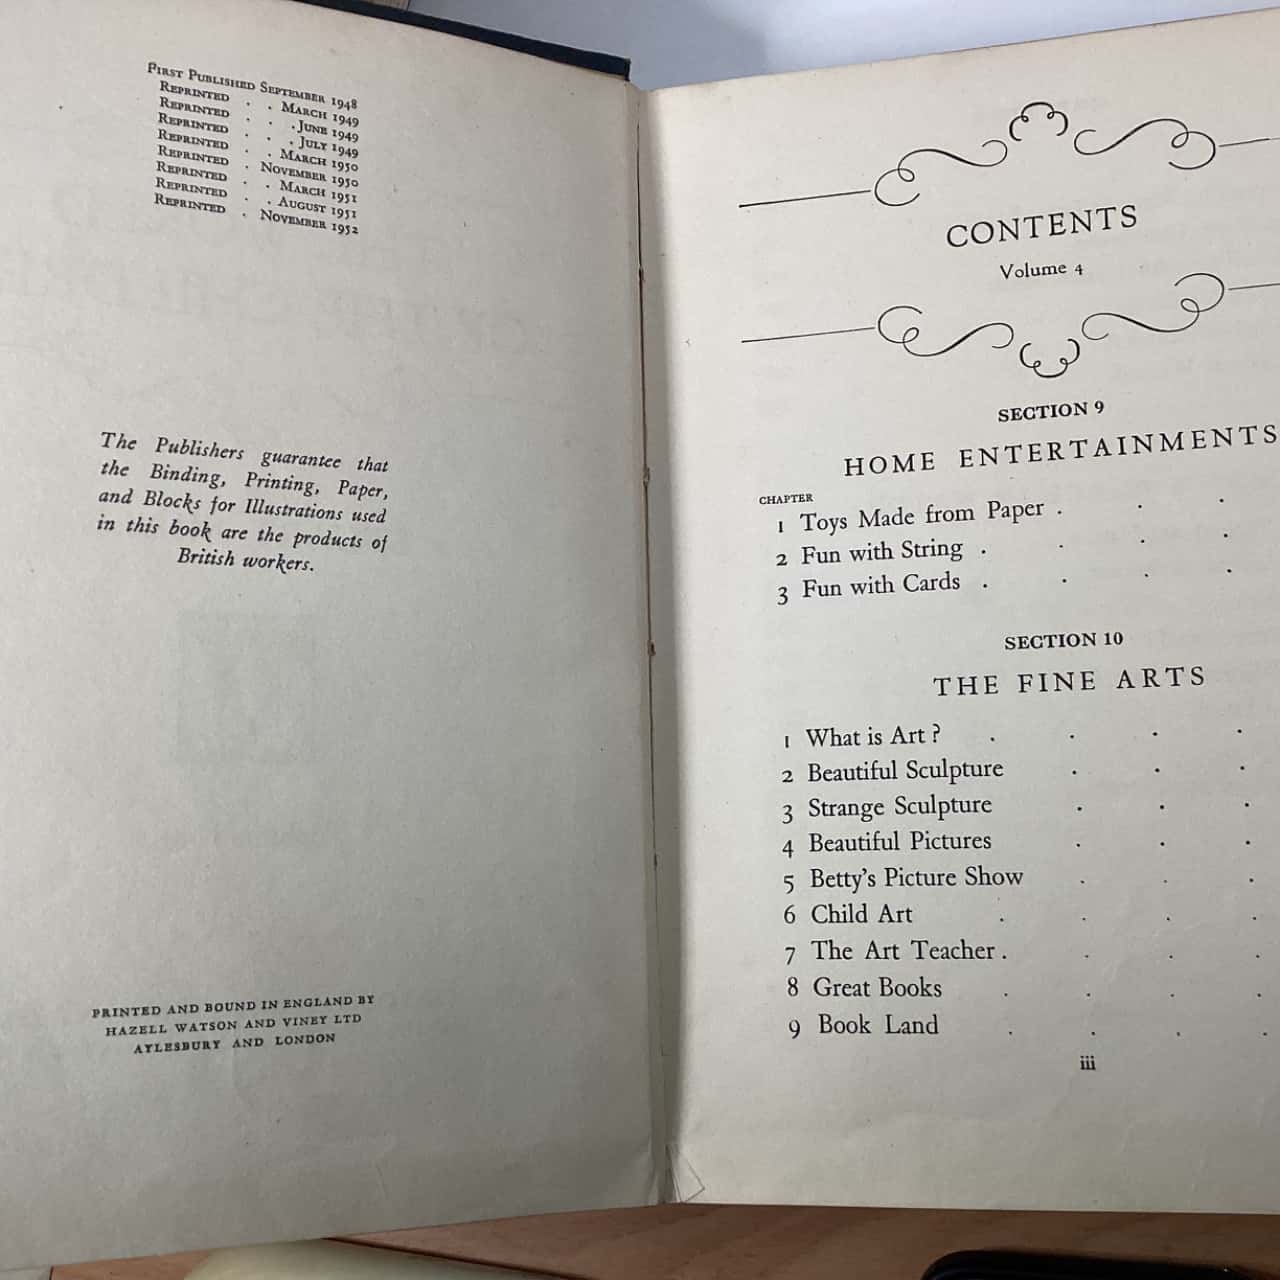 First Published September 1948
Reprinted . . March 1949
Reprinted . . June 1949
Reprinted . . July 1949
Reprinted . . March 1950
Reprinted . November 1950
Reprinted . . March 1951
Reprinted . . August 1951
Reprinted . November 1952
The Publishers guarantee that
the Binding, Printing, Paper,
and Blocks for Illustrations used
in this book are the products of
British workers.
PRINTED AND BOUND IN ENGLAND BY
HAZELL WATSON AND VINEY LTD
AYLESBURY AND LONDON
CONTENTS
Volume 4
SECTION 9
HOME ENTERTAINMENTS
CHAPTER
1 Toys Made from Paper . . .
2 Fun with String . . . .
3 Fun with Cards . . . .
SECTION 10
THE FINE ARTS
1 What is Art? . . . .
2 Beautiful Sculpture . . .
3 Strange Sculpture . . .
4 Beautiful Pictures . . .
5 Betty's Picture Show . . .
6 Child Art . . . .
7 The Art Teacher . . . .
8 Great Books . . . .
9 Book Land . . . .
iii